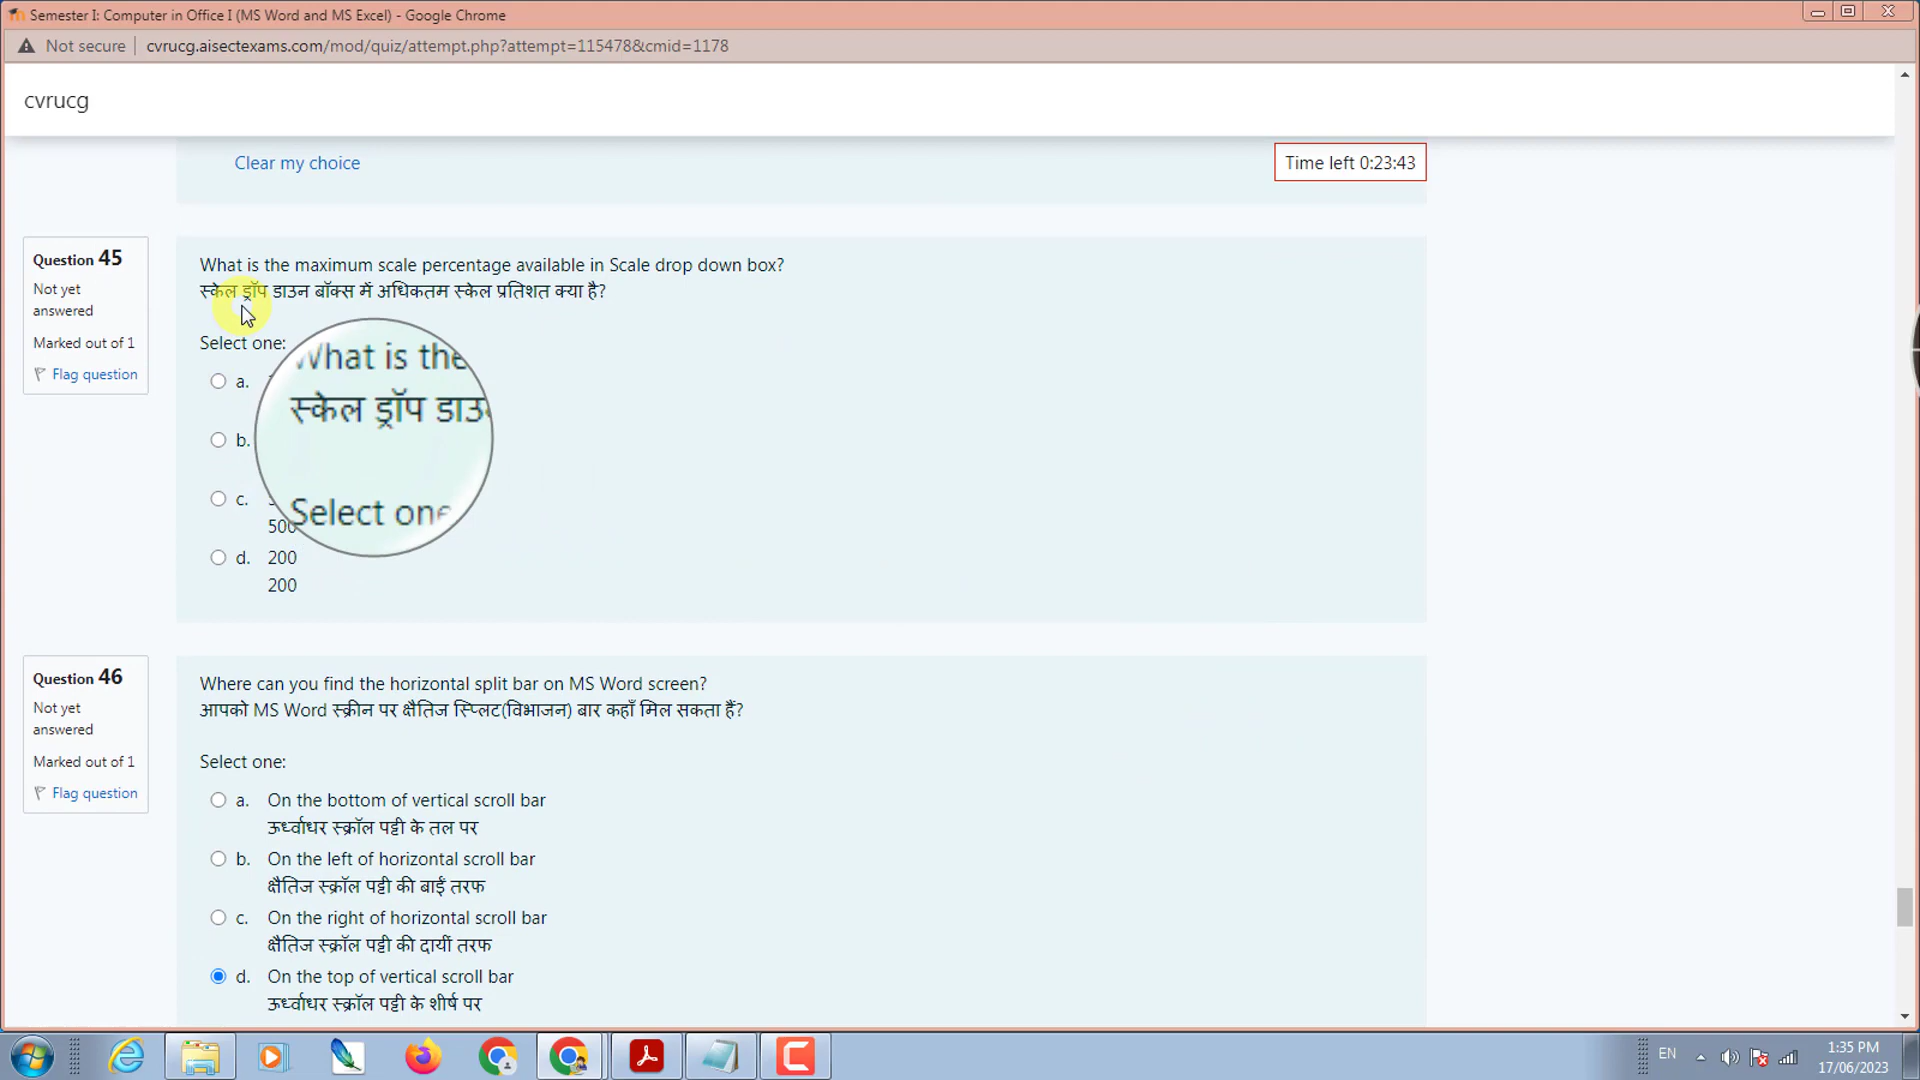 Semester I: Computer in Office I (MS Word and MS Excel) - Google Chrome
Not secure cvrucg.aisectexams.com/mod/quiz/attempt.php?attempt=115478&cmid=1178
cvrucg
Clear my choice
Time left 0:23:43
Question 45
Not yet
answered
Marked out of 1
Flag question
What is the maximum scale percentage available in Scale drop down box?
स्केल ड्रॉप डाउन बॉक्स में अधिकतम स्केल प्रतिशत क्या है?
Select one:
a.
b.
c.
500
d. 200
200
What is the
स्केल ड्रॉप डाउ
Select one
Question 46
Not yet
answered
Marked out of 1
Flag question
Where can you find the horizontal split bar on MS Word screen?
आपको MS Word स्क्रीन पर क्षैतिज स्प्लिट(विभाजन) बार कहाँ मिल सकता हैं?
Select one:
a. On the bottom of vertical scroll bar
ऊर्ध्वाधर स्क्रॉल पट्टी के तल पर
b. On the left of horizontal scroll bar
क्षैतिज स्क्रॉल पट्टी की बाईं तरफ
c. On the right of horizontal scroll bar
क्षैतिज स्क्रॉल पट्टी की दायीं तरफ
d. On the top of vertical scroll bar
ऊर्ध्वाधर स्क्रॉल पट्टी के शीर्ष पर
EN
1:35 PM
17/06/2023